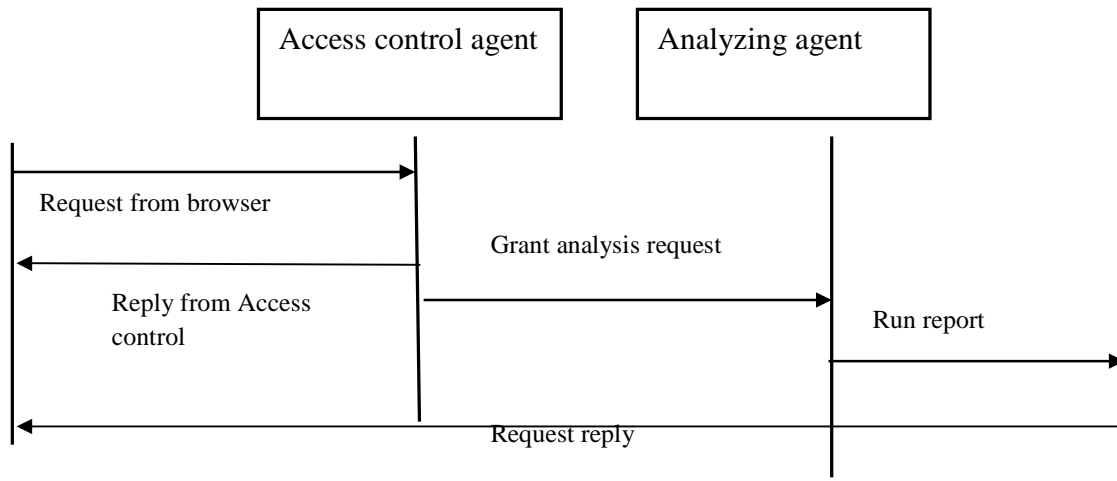 Access control agent
Analyzing agent
Request from browser
Grant analysis request
Reply from Access
control
Run report
Request reply